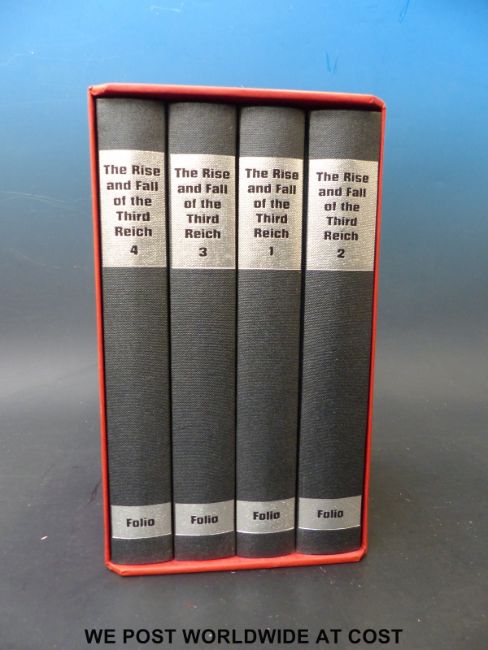 The Rise
and Fall
of the
Third
Reich
4
Folio
The Rise
and Fall
of the
Third
Reich
3
Folio
The Rise
and Fall
of the
Third
Reich
1
Folio
The Rise
and Fall
of the
Third
Reich
2
Folio
WE POST WORLDWIDE AT COST